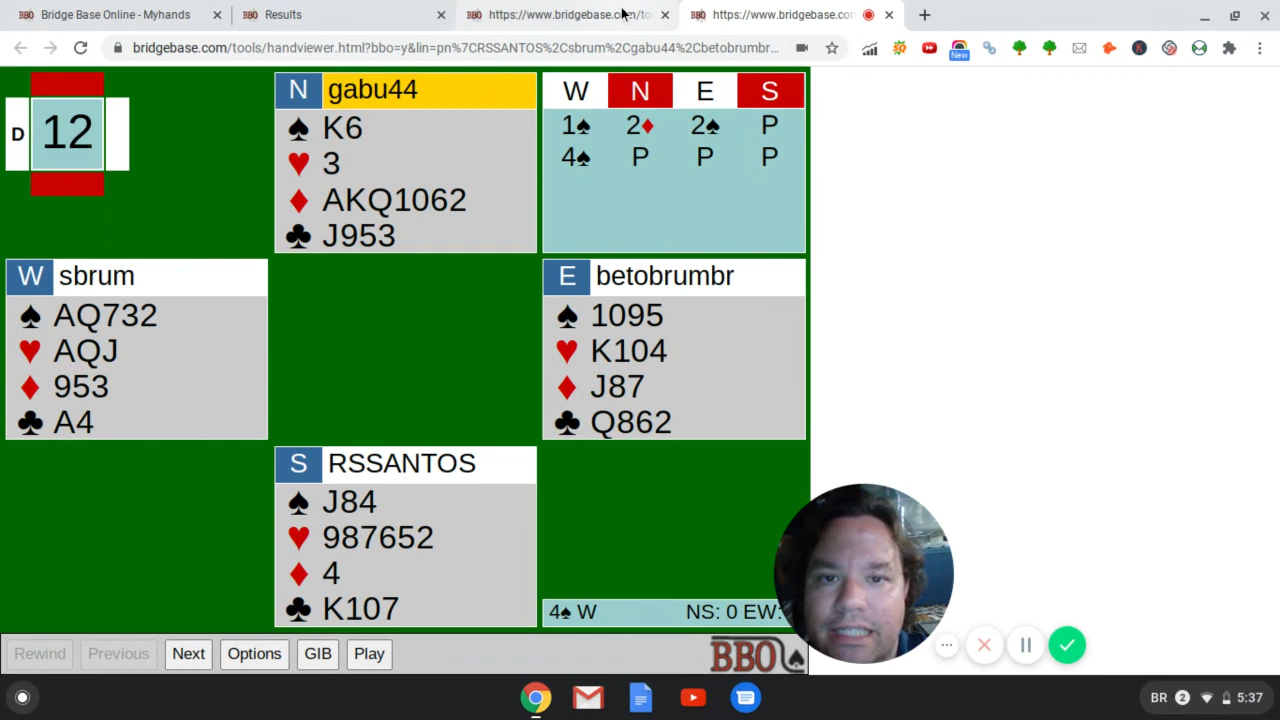 Bridge Base Online - Myhands
Results
https://www.bridgebase.com/to
https://www.bridgebase.com
bridgebase.com/tools/handviewer.html?bbo=y&lin=pn%7CRSSANTOS%2Csbrum%2Cgabu44%2Cbetobrumbr...
New
D 12
N gabu44
♠ K6
♥ 3
♦ AKQ1062
♣ J953
W N E S
1♠ 2♦ 2♠ P
4♠ P P P
W sbrum
♠ AQ732
♥ AQJ
♦ 953
♣ A4
E betobrumbr
♠ 1095
♥ K104
♦ J87
♣ Q862
S RSSANTOS
♠ J84
♥ 987652
♦ 4
♣ K107
4♠ W NS: 0 EW:
Rewind Previous Next Options GIB Play
BBO
BR 2 5:37